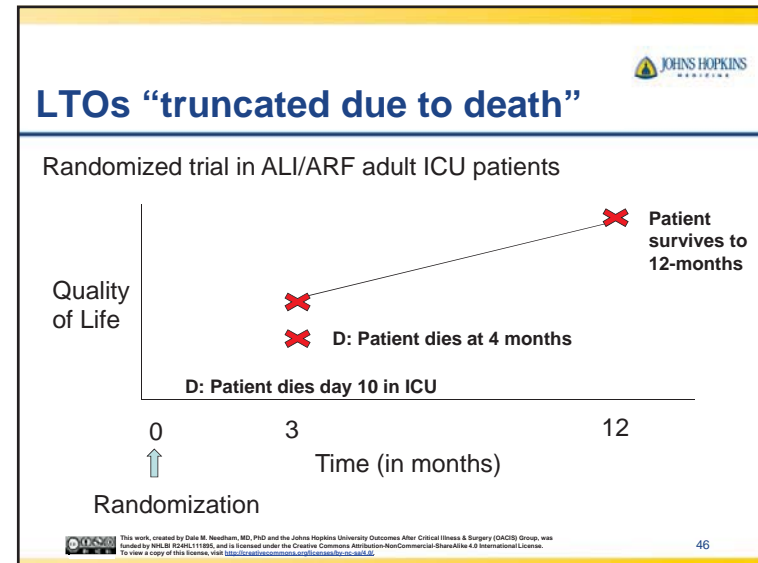 JOHNS HOPKINS
MEDICINE
LTOs “truncated due to death”
Randomized trial in ALI/ARF adult ICU patients
Patient
survives to
12-months
Quality
of Life
D: Patient dies at 4 months
D: Patient dies day 10 in ICU
0 3 12
Time (in months)
Randomization
This work, created by Dale M. Needham, MD, PhD and the Johns Hopkins University Outcomes After Critical Illness & Surgery (OACIS) Group, was
funded by NHLBI R24HL111895, and is licensed under the Creative Commons Attribution-NonCommercial-ShareAlike 4.0 International License.
To view a copy of this license, visit http://creativecommons.org/licenses/by-nc-sa/4.0/.
46